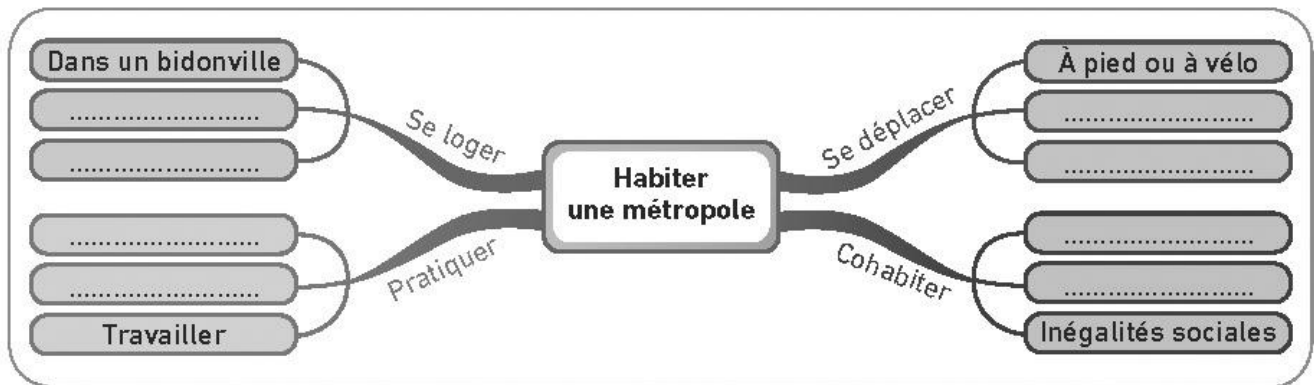 Dans un bidonville
..........................
..........................
Se loger
..........................
..........................
Travailler
Pratiquer
Habiter
une métropole
Se déplacer
À pied ou à vélo
..........................
..........................
Cohabiter
..........................
..........................
Inégalités sociales